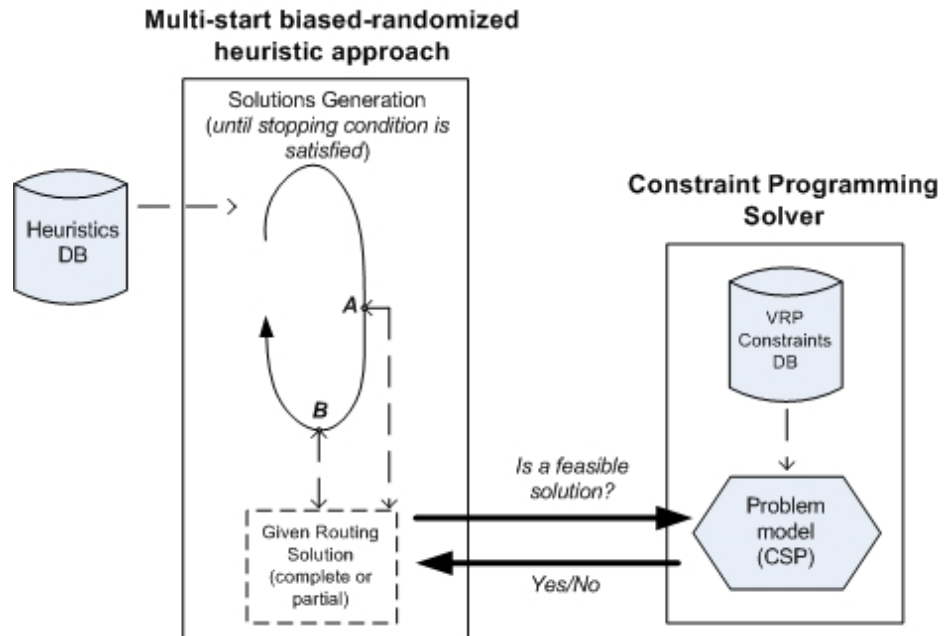 Multi-start biased-randomized
heuristic approach
Solutions Generation
(until stopping condition is
satisfied)
Heuristics
DB
A
B
Given Routing
Solution
(complete or
partial)
Is a feasible
solution?
Yes/No
Constraint Programming
Solver
VRP
Constraints
DB
Problem
model
(CSP)